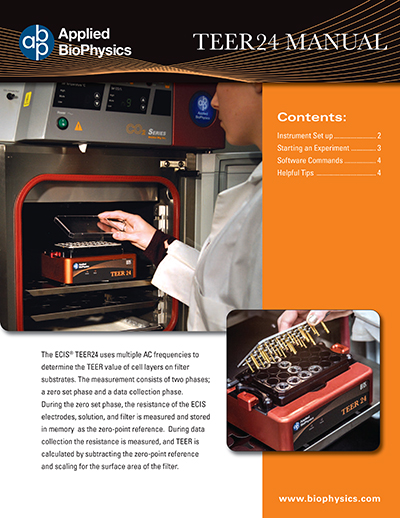 Applied
BioPhysics
TEER24 MANUAL
Contents:
Instrument Set up ................... 2
Starting an Experiment ............ 3
Software Commands ............... 4
Helpful Tips ............................ 4
CO2 SERIES
Applied
BioPhysics
TEER 24
The ECIS® TEER24 uses multiple AC frequencies to
determine the TEER value of cell layers on filter
substrates. The measurement consists of two phases;
a zero set phase and a data collection phase.
During the zero set phase, the resistance of the ECIS
electrodes, solution, and filter is measured and stored
in memory as the zero-point reference. During data
collection the resistance is measured, and TEER is
calculated by subtracting the zero-point reference
and scaling for the surface area of the filter.
TEER 24
www.biophysics.com